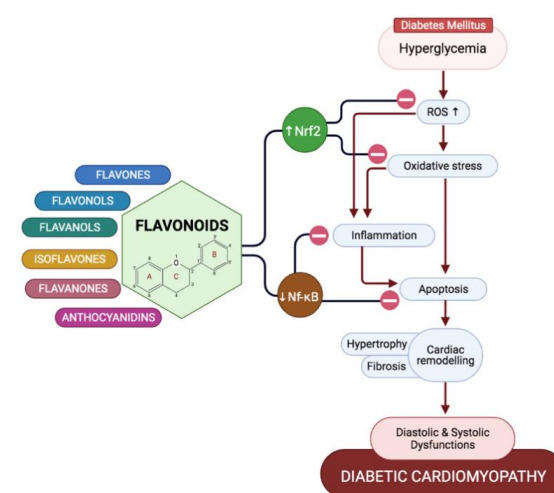 Diabetes Mellitus
Hyperglycemia
ROS ↑
↑Nrf2
Oxidative stress
FLAVONES
FLAVONOLS
FLAVANOLS
ISOFLAVONES
FLAVANONES
ANTHOCYANIDINS
FLAVONOIDS
A
C
B
O
Inflammation
↓Nf-κB
Apoptosis
Hypertrophy
Fibrosis
Cardiac
remodelling
Diastolic & Systolic
Dysfunctions
DIABETIC CARDIOMYOPATHY